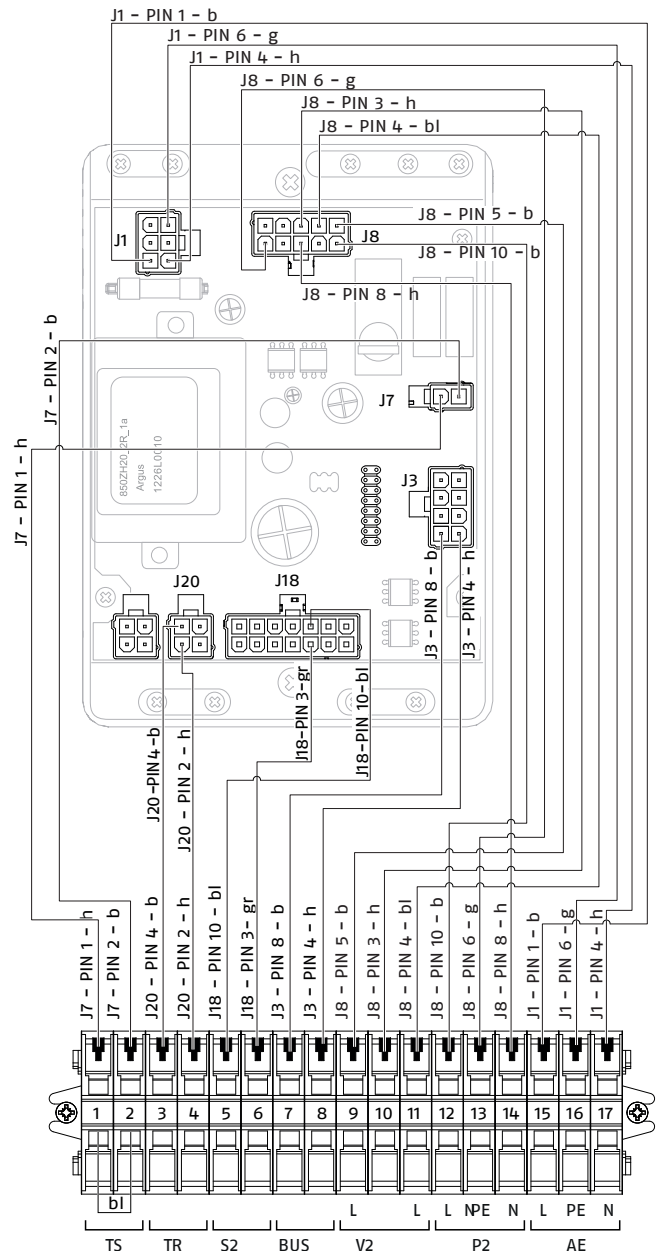 J1 - PIN 1 - b
J1 - PIN 6 - g
J1 - PIN 4 - h
J8 - PIN 6 - g
J8 - PIN 3 - h
J8 - PIN 4 - bl
J8 - PIN 5 - b
J1
J8
J8 - PIN 10 - b
J8 - PIN 8 - h
J7 - PIN 2 - b
J7
J7 - PIN 1 - h
850ZH20_2R_1a
Argus
1226L0010
J3
J20
J18
J3 - PIN 8 - b
J3 - PIN 4 - h
J18-PIN 3-gr
J18-PIN 10-bl
J20 -PIN4-b
J20 - PIN 2 - h
J7 - PIN 1 - h
J7 - PIN 2 - b
J20 - PIN 4 - b
J20 - PIN 2 - h
J18 - PIN 10 - bl
J18 - PIN 3- gr
J3 - PIN 8 - b
J3 - PIN 4 - h
J8 - PIN 5 - b
J8 - PIN 3 - h
J8 - PIN 4 - bl
J8 - PIN 10 - b
J8 - PIN 6 - g
J8 - PIN 8 - h
J1 - PIN 1 - b
J1 - PIN 6 - g
J1 - PIN 4 - h
1 2 3 4 5 6 7 8 9 10 11 12 13 14 15 16 17
bl
L L L NPE N L PE N
TS TR S2 BUS V2 P2 AE